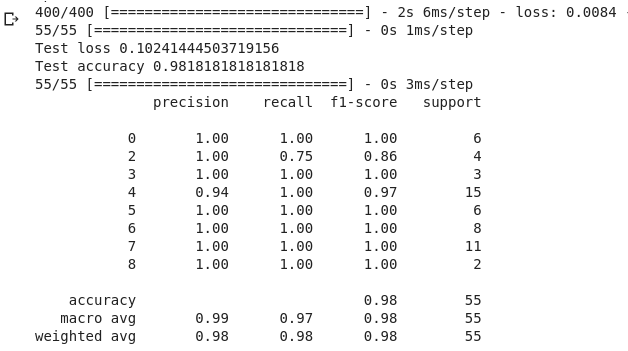 400/400 [==============================] - 2s 6ms/step - loss: 0.0084 -
55/55 [==============================] - 0s 1ms/step
Test loss 0.10241444503719156
Test accuracy 0.9818181818181818
55/55 [==============================] - 0s 3ms/step
              precision    recall  f1-score   support

           0       1.00      1.00      1.00         6
           2       1.00      0.75      0.86         4
           3       1.00      1.00      1.00         3
           4       0.94      1.00      0.97        15
           5       1.00      1.00      1.00         6
           6       1.00      1.00      1.00         8
           7       1.00      1.00      1.00        11
           8       1.00      1.00      1.00         2

    accuracy                           0.98        55
   macro avg       0.99      0.97      0.98        55
weighted avg       0.98      0.98      0.98        55